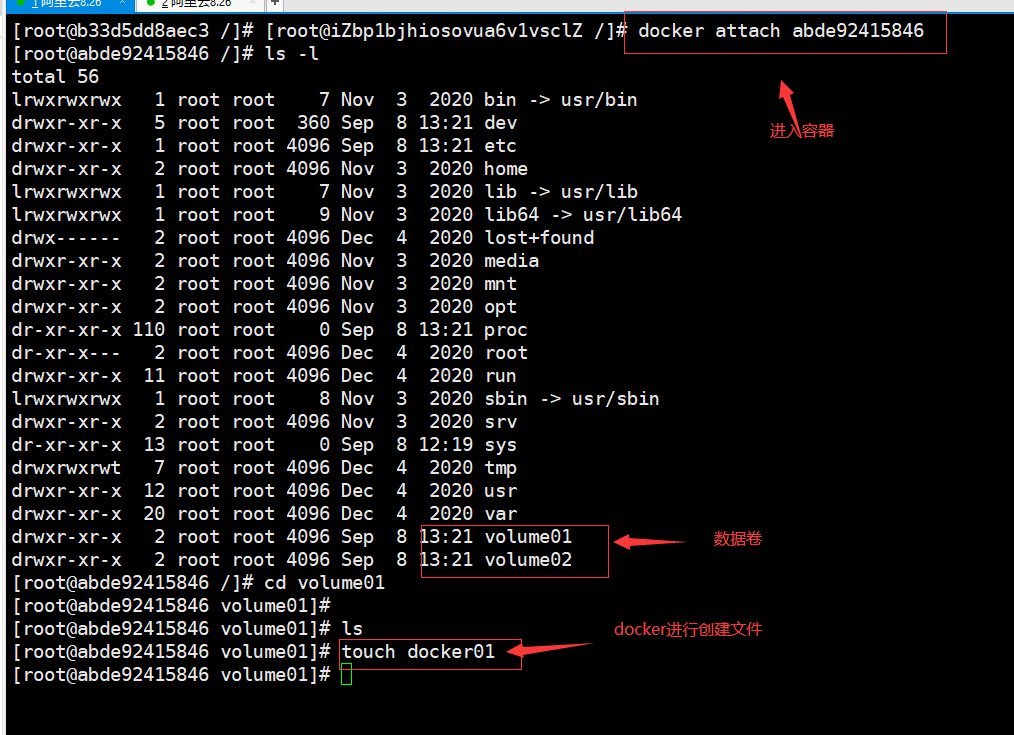 1 阿里云8.26 × 2 阿里云8.26 × +
[root@b33d5dd8aec3 /]# [root@iZbp1bjhiosovua6v1vsclZ /]# docker attach abde92415846
[root@abde92415846 /]# ls -l
total 56
lrwxrwxrwx   1 root root    7 Nov  3  2020 bin -> usr/bin
drwxr-xr-x   5 root root  360 Sep  8 13:21 dev
进入容器
drwxr-xr-x   1 root root 4096 Sep  8 13:21 etc
drwxr-xr-x   2 root root 4096 Nov  3  2020 home
lrwxrwxrwx   1 root root    7 Nov  3  2020 lib -> usr/lib
lrwxrwxrwx   1 root root    9 Nov  3  2020 lib64 -> usr/lib64
drwx------   2 root root 4096 Dec  4  2020 lost+found
drwxr-xr-x   2 root root 4096 Nov  3  2020 media
drwxr-xr-x   2 root root 4096 Nov  3  2020 mnt
drwxr-xr-x   2 root root 4096 Nov  3  2020 opt
dr-xr-xr-x 110 root root    0 Sep  8 13:21 proc
dr-xr-x---   2 root root 4096 Dec  4  2020 root
drwxr-xr-x  11 root root 4096 Dec  4  2020 run
lrwxrwxrwx   1 root root    8 Nov  3  2020 sbin -> usr/sbin
drwxr-xr-x   2 root root 4096 Nov  3  2020 srv
dr-xr-xr-x  13 root root    0 Sep  8 12:19 sys
drwxrwxrwt   7 root root 4096 Dec  4  2020 tmp
drwxr-xr-x  12 root root 4096 Dec  4  2020 usr
drwxr-xr-x  20 root root 4096 Dec  4  2020 var
drwxr-xr-x   2 root root 4096 Sep  8 13:21 volume01
数据卷
drwxr-xr-x   2 root root 4096 Sep  8 13:21 volume02
[root@abde92415846 /]# cd volume01
[root@abde92415846 volume01]#
[root@abde92415846 volume01]# ls
docker进行创建文件
[root@abde92415846 volume01]# touch docker01
[root@abde92415846 volume01]#